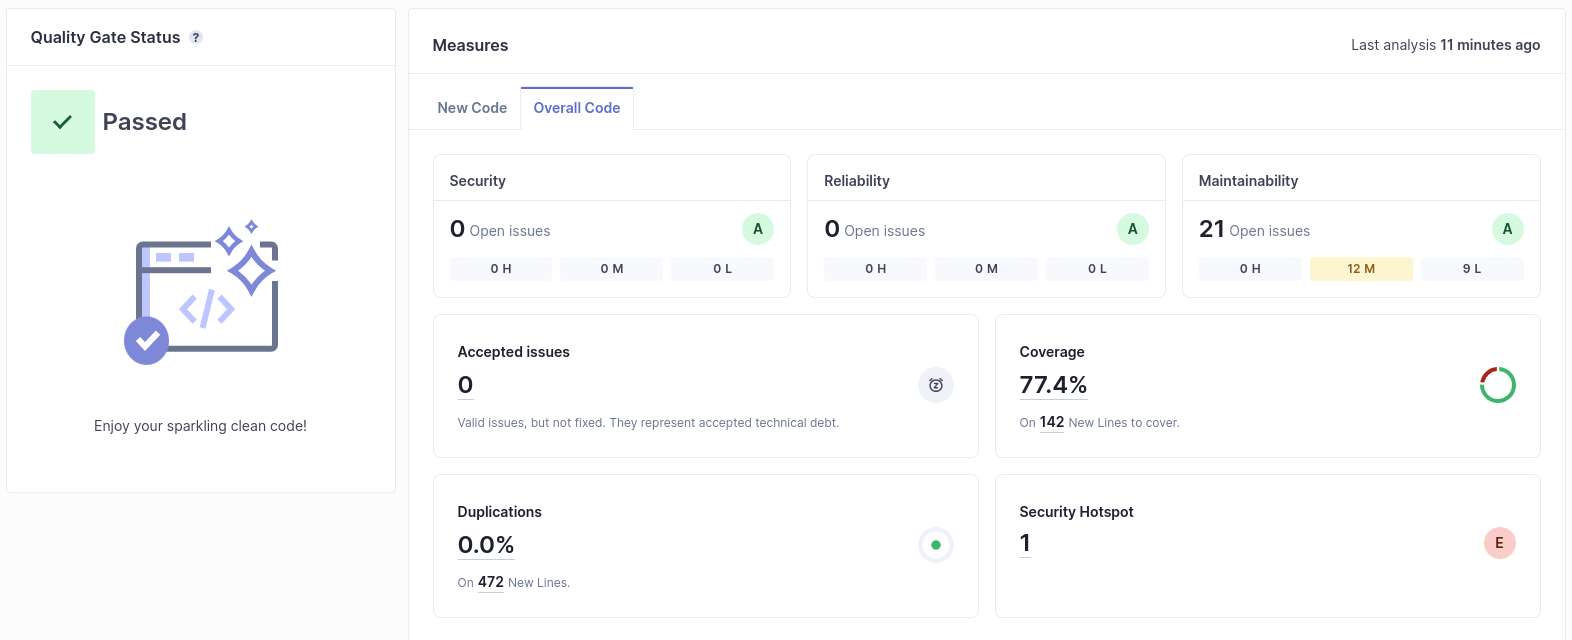 Quality Gate Status ?
Passed
Enjoy your sparkling clean code!
Measures
Last analysis 11 minutes ago
New Code
Overall Code
Security
0 Open issues
A
0 H
0 M
0 L
Reliability
0 Open issues
A
0 H
0 M
0 L
Maintainability
21 Open issues
A
0 H
12 M
9 L
Accepted issues
0
Valid issues, but not fixed. They represent accepted technical debt.
Coverage
77.4%
On 142 New Lines to cover.
Duplications
0.0%
On 472 New Lines.
Security Hotspot
1
E